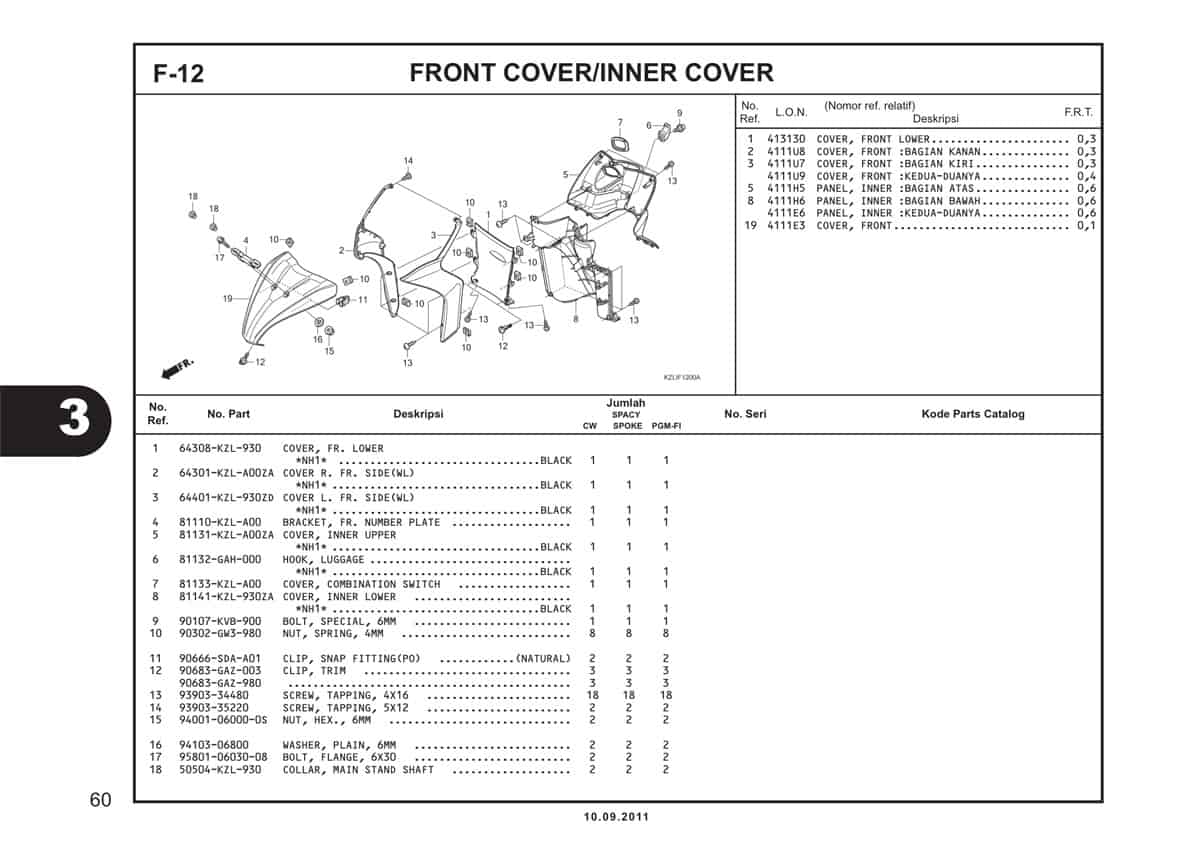 F-12 FRONT COVER/INNER COVER
9
7
6
14
5
13
18
10
13
1
18
4
10
3
2
10
17
10
10
10
19
11
10
13
8
13
13
16
15
10
12
12
13
FR.
KZLIF1200A
No. Ref. L.O.N. (Nomor ref. relatif) Deskripsi F.R.T.
1 413130 COVER, FRONT LOWER...................... 0,3
2 4111U8 COVER, FRONT :BAGIAN KANAN.............. 0,3
3 4111U7 COVER, FRONT :BAGIAN KIRI............... 0,3
4111U9 COVER, FRONT :KEDUA-DUANYA.............. 0,4
5 4111H5 PANEL, INNER :BAGIAN ATAS............... 0,6
8 4111H6 PANEL, INNER :BAGIAN BAWAH.............. 0,6
4111E6 PANEL, INNER :KEDUA-DUANYA.............. 0,6
19 4111E3 COVER, FRONT............................ 0,1
3
No. Ref. No. Part Deskripsi Jumlah No. Seri Kode Parts Catalog
SPACY
CW SPOKE PGM-FI
1 64308-KZL-930 COVER, FR. LOWER
*NH1* ................................BLACK 1 1 1
2 64301-KZL-A00ZA COVER R. FR. SIDE(WL)
*NH1* .................................BLACK 1 1 1
3 64401-KZL-930ZD COVER L. FR. SIDE(WL)
*NH1* .................................BLACK 1 1 1
4 81110-KZL-A00 BRACKET, FR. NUMBER PLATE ................... 1 1 1
5 81131-KZL-A00ZA COVER, INNER UPPER
*NH1* .................................BLACK 1 1 1
6 81132-GAH-000 HOOK, LUGGAGE ................................
*NH1* .................................BLACK 1 1 1
7 81133-KZL-A00 COVER, COMBINATION SWITCH .................. 1 1 1
8 81141-KZL-930ZA COVER, INNER LOWER .........................
*NH1* .................................BLACK 1 1 1
9 90107-KVB-900 BOLT, SPECIAL, 6MM ......................... 1 1 1
10 90302-GW3-980 NUT, SPRING, 4MM ........................... 8 8 8
11 90666-SDA-A01 CLIP, SNAP FITTING(PO) ............(NATURAL) 2 2 2
12 90683-GAZ-003 CLIP, TRIM ................................. 3 3 3
90683-GAZ-980 ............................................. 3 3 3
13 93903-34480 SCREW, TAPPING, 4X16 ....................... 18 18 18
14 93903-35220 SCREW, TAPPING, 5X12 ....................... 2 2 2
15 94001-06000-0S NUT, HEX., 6MM ............................. 2 2 2
16 94103-06800 WASHER, PLAIN, 6MM ......................... 2 2 2
17 95801-06030-08 BOLT, FLANGE, 6X30 ......................... 2 2 2
18 50504-KZL-930 COLLAR, MAIN STAND SHAFT ................... 2 2 2
60
10.09.2011